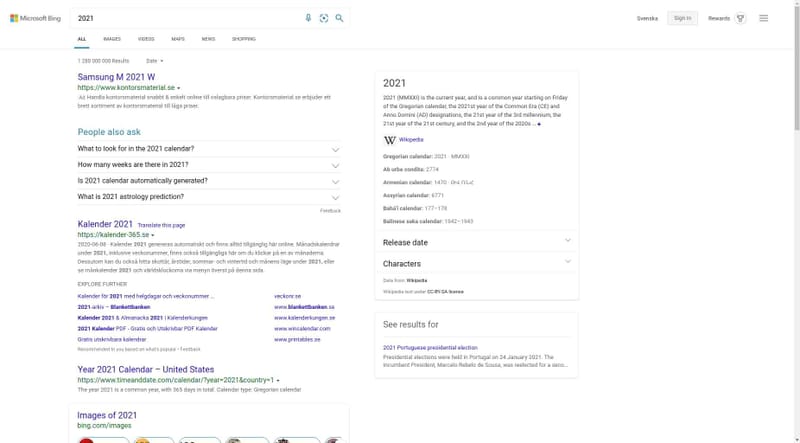 Microsoft Bing
2021
Svenska
Sign in
Rewards
ALL
IMAGES
VIDEOS
MAPS
NEWS
SHOPPING
1 280 000 000 Results
Date
Samsung M 2021 W
https://www.kontorsmaterial.se
Ad Handla kontorsmaterial snabbt & enkelt online till oslagbara priser. Kontorsmaterial.se erbjuder ett
brett sortiment av kontorsmaterial till låga priser.
People also ask
What to look for in the 2021 calendar?
How many weeks are there in 2021?
Is 2021 calendar automatically generated?
What is 2021 astrology prediction?
Feedback
Kalender 2021 Translate this page
https://kalender-365.se
2020-06-08 · Kalender 2021 genereras automatiskt och finns alltid tillgänglig här online. Månadskalendrar
under 2021, inklusive veckonummer, finns också tillgängliga här om du klickar på en av månaderna.
Dessutom kan du också hitta skottår, årstider, sommar- och vintertid och månens läge under 2021, eller
se månkalender 2021 och världsklockorna via menyn överst på denna sida.
EXPLORE FURTHER
Kalender för 2021 med helgdagar och veckonummer ...
veckonr.se
2021-arkiv – Blankettbanken
www.blankettbanken.se
Kalender 2021 & Almanacka 2021 | Kalenderkungen
www.kalenderkungen.se
2021 Kalender PDF - Gratis och Utskrivbar PDF Kalender
www.wincalendar.com
Gratis utskrivbara kalendrar
www.printables.se
Recommended to you based on what's popular • Feedback
Year 2021 Calendar – United States
https://www.timeanddate.com/calendar/?year=2021&country=1
The year 2021 is a common year, with 365 days in total. Calendar type: Gregorian calendar
Images of 2021
bing.com/images
2021
2021 (MMXXI) is the current year, and is a common year starting on Friday
of the Gregorian calendar, the 2021st year of the Common Era (CE) and
Anno Domini (AD) designations, the 21st year of the 3rd millennium, the
21st year of the 21st century, and the 2nd year of the 2020s ...
W Wikipedia
Gregorian calendar: 2021 · MMXXI
Ab urbe condita: 2774
Armenian calendar: 1470
Assyrian calendar: 6771
Bahá'í calendar: 177–178
Balinese saka calendar: 1942–1943
Release date
Characters
Data from: Wikipedia
Wikipedia text under CC-BY-SA license
See results for
2021 Portuguese presidential election
Presidential elections were held in Portugal on 24 January 2021. The
incumbent President, Marcelo Rebelo de Sousa, was reelected for a seco...